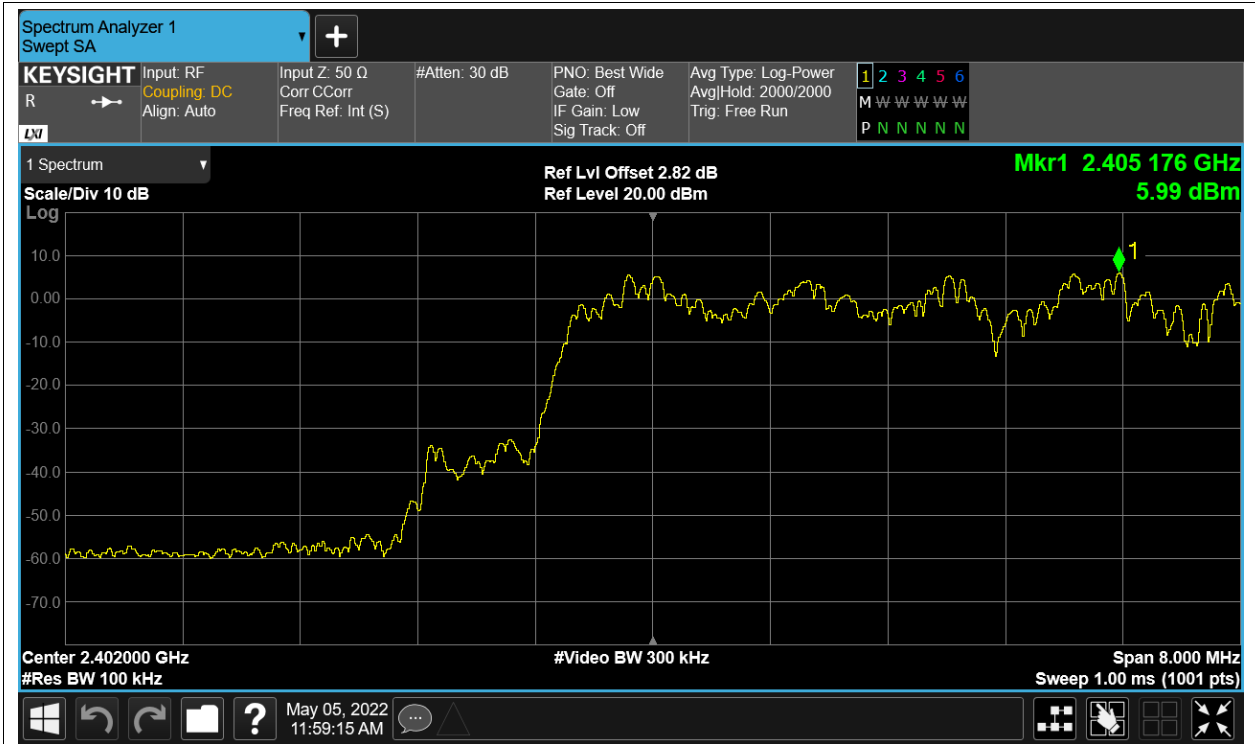 Spectrum Analyzer 1
Swept SA
KEYSIGHT
R
LXI
Input: RF
Coupling: DC
Align: Auto
Input Z: 50 Ω
Corr CCorr
Freq Ref: Int (S)
#Atten: 30 dB
PNO: Best Wide
Gate: Off
IF Gain: Low
Sig Track: Off
Avg Type: Log-Power
Avg|Hold: 2000/2000
Trig: Free Run
1 2 3 4 5 6
M W W W W W
P N N N N N
1 Spectrum
Scale/Div 10 dB
Log
Ref Lvl Offset 2.82 dB
Ref Level 20.00 dBm
Mkr1 2.405 176 GHz
5.99 dBm
1
10.0
0.00
-10.0
-20.0
-30.0
-40.0
-50.0
-60.0
-70.0
Center 2.402000 GHz
#Res BW 100 kHz
#Video BW 300 kHz
Span 8.000 MHz
Sweep 1.00 ms (1001 pts)
?
May 05, 2022
11:59:15 AM